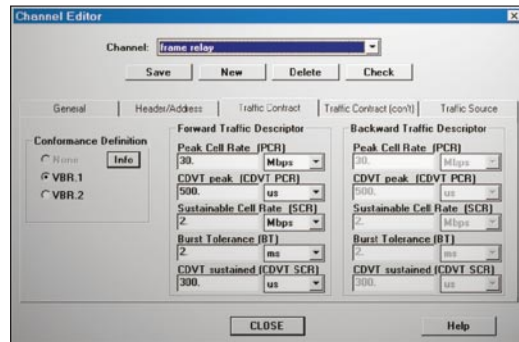 Channel Editor
Channel: frame relay
Save New Delete Check
General Header/Address Traffic Contract Traffic Contract (con't) Traffic Source
Conformance Definition
None Info
VBR.1
VBR.2
Forward Traffic Descriptor
Peak Cell Rate (PCR)
30. Mbps
CDVT peak (CDVT PCR)
500. us
Sustainable Cell Rate (SCR)
2. Mbps
Burst Tolerance (BT)
2. ms
CDVT sustained (CDVT SCR)
300. us
Backward Traffic Descriptor
Peak Cell Rate (PCR)
30. Mbps
CDVT peak (CDVT PCR)
500. us
Sustainable Cell Rate (SCR)
2. Mbps
Burst Tolerance (BT)
2. ms
CDVT sustained (CDVT SCR)
300. us
CLOSE Help